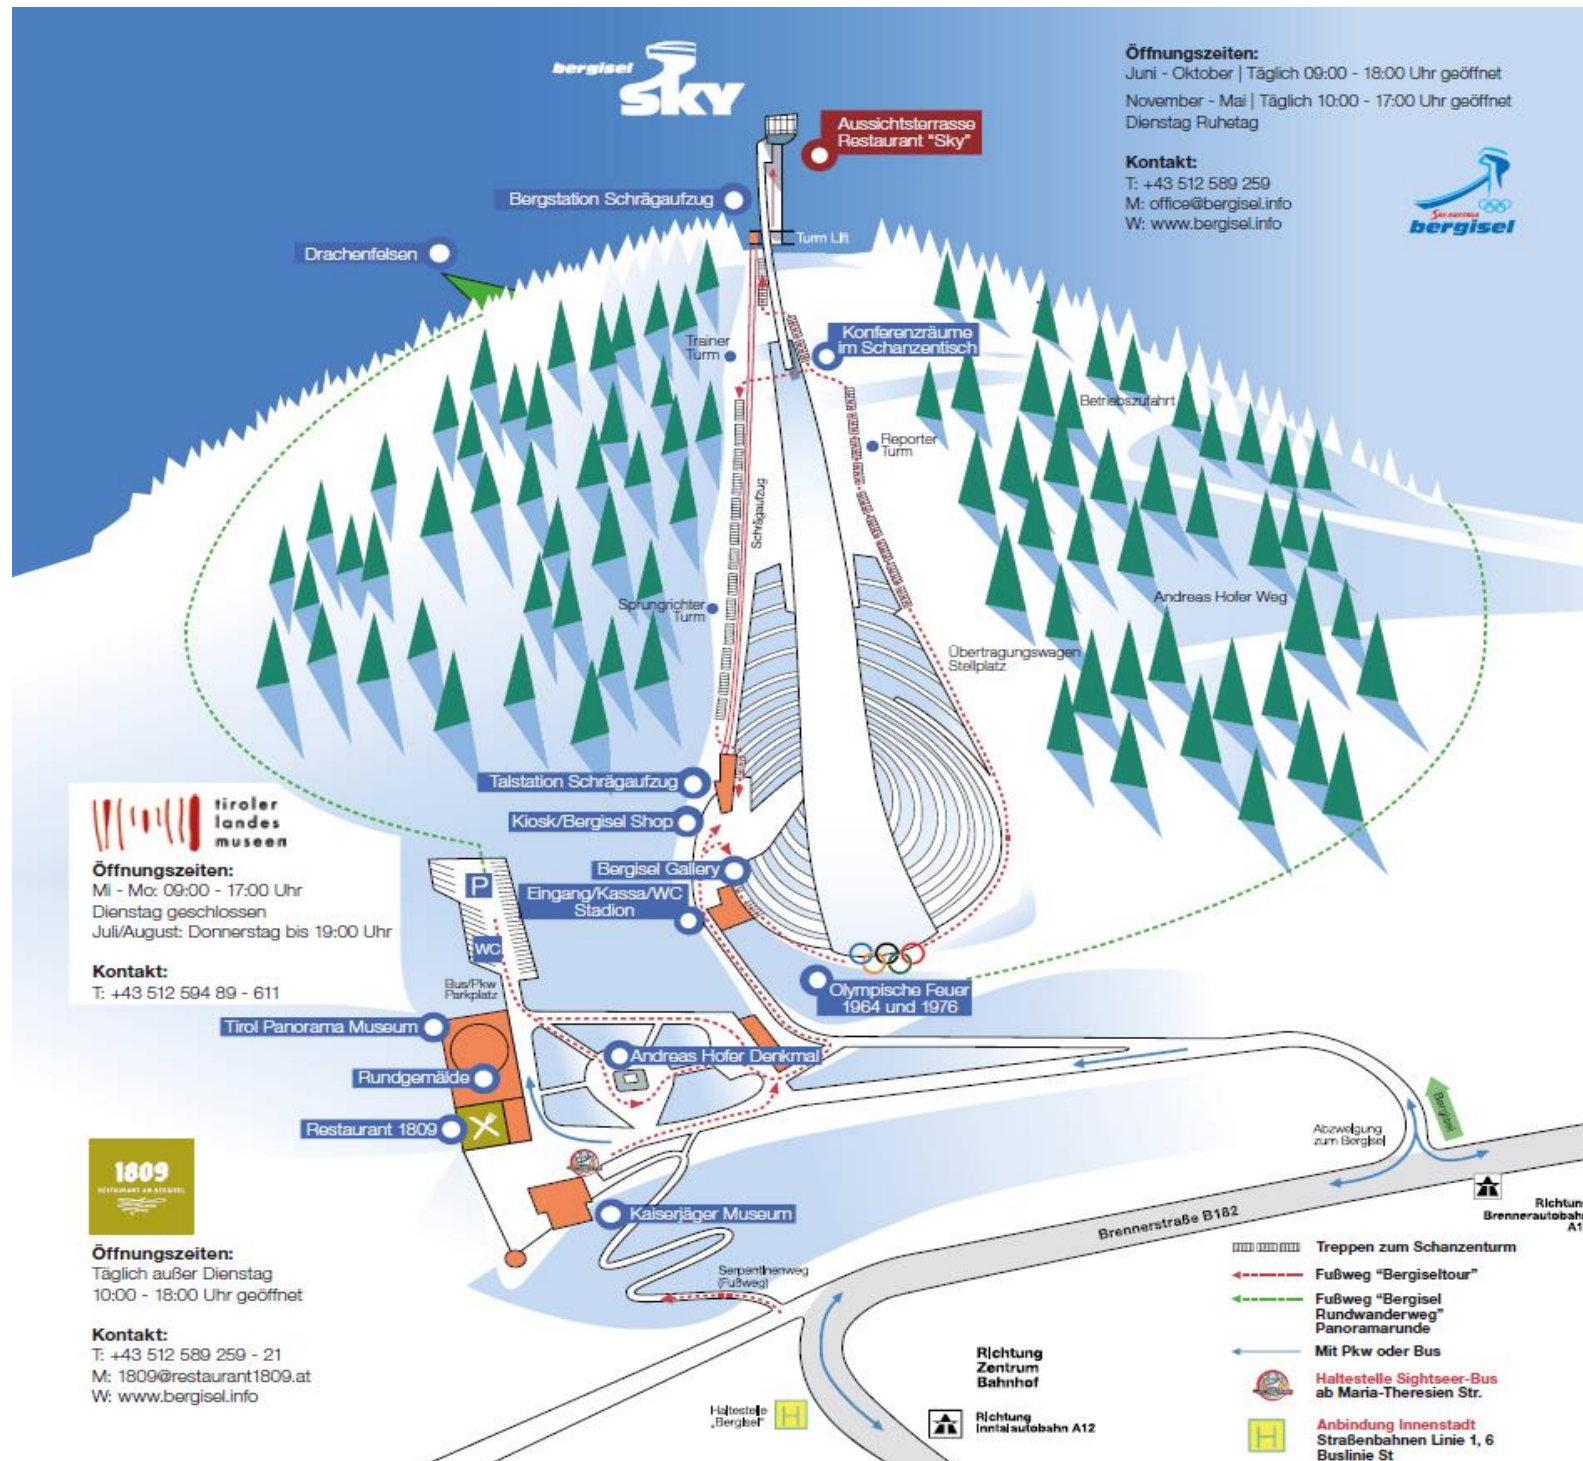 bergisel
SKY
Öffnungszeiten:
Juni - Oktober | Täglich 09:00 - 18:00 Uhr geöffnet
November - Mai | Täglich 10:00 - 17:00 Uhr geöffnet
Dienstag Ruhetag
Kontakt:
T: +43 512 589 259
M: office@bergisel.info
W: www.bergisel.info
SKI AUSTRIA
bergisel
Aussichtsterrasse
Restaurant "Sky"
Bergstation Schrägaufzug
Turm Lift
Drachenfelsen
Trainer
Turm
Konferenzräume
im Schanzentisch
Betriebszufahrt
Reporter
Turm
Schrägaufzug
Sprungrichter
Turm
Andreas Hofer Weg
Übertragungswagen
Stellplatz
Talstation Schrägaufzug
Kiosk/Bergisel Shop
Bergisel Gallery
Eingang/Kassa/WC
Stadion
tiroler
landes
museen
Öffnungszeiten:
Mi - Mo: 09:00 - 17:00 Uhr
Dienstag geschlossen
Juli/August: Donnerstag bis 19:00 Uhr
Kontakt:
T: +43 512 594 89 - 611
P
WC
Bus/Pkw
Parkplatz
Olympische Feuer
1964 und 1976
Tirol Panorama Museum
Andreas Hofer Denkmal
Rundgemälde
Restaurant 1809
Bergisel
Abzweigung
zum Bergisel
1809
RESTAURANT AM BERGISEL
Kaiserjäger Museum
Öffnungszeiten:
Täglich außer Dienstag
10:00 - 18:00 Uhr geöffnet
Kontakt:
T: +43 512 589 259 - 21
M: 1809@restaurant1809.at
W: www.bergisel.info
Serpentinenweg
(Fußweg)
Brennerstraße B182
Richtung
Brennerautobahn
A1
Treppen zum Schanzenturm
Fußweg "Bergiseltour"
Fußweg "Bergisel
Rundwanderweg"
Panoramarunde
Mit Pkw oder Bus
Haltestelle Sightseer-Bus
ab Maria-Theresien Str.
H
Anbindung Innenstadt
Straßenbahnen Linie 1, 6
Buslinie St
Richtung
Zentrum
Bahnhof
Richtung
Inntalautobahn A12
Haltestelle
„Bergisel"
H